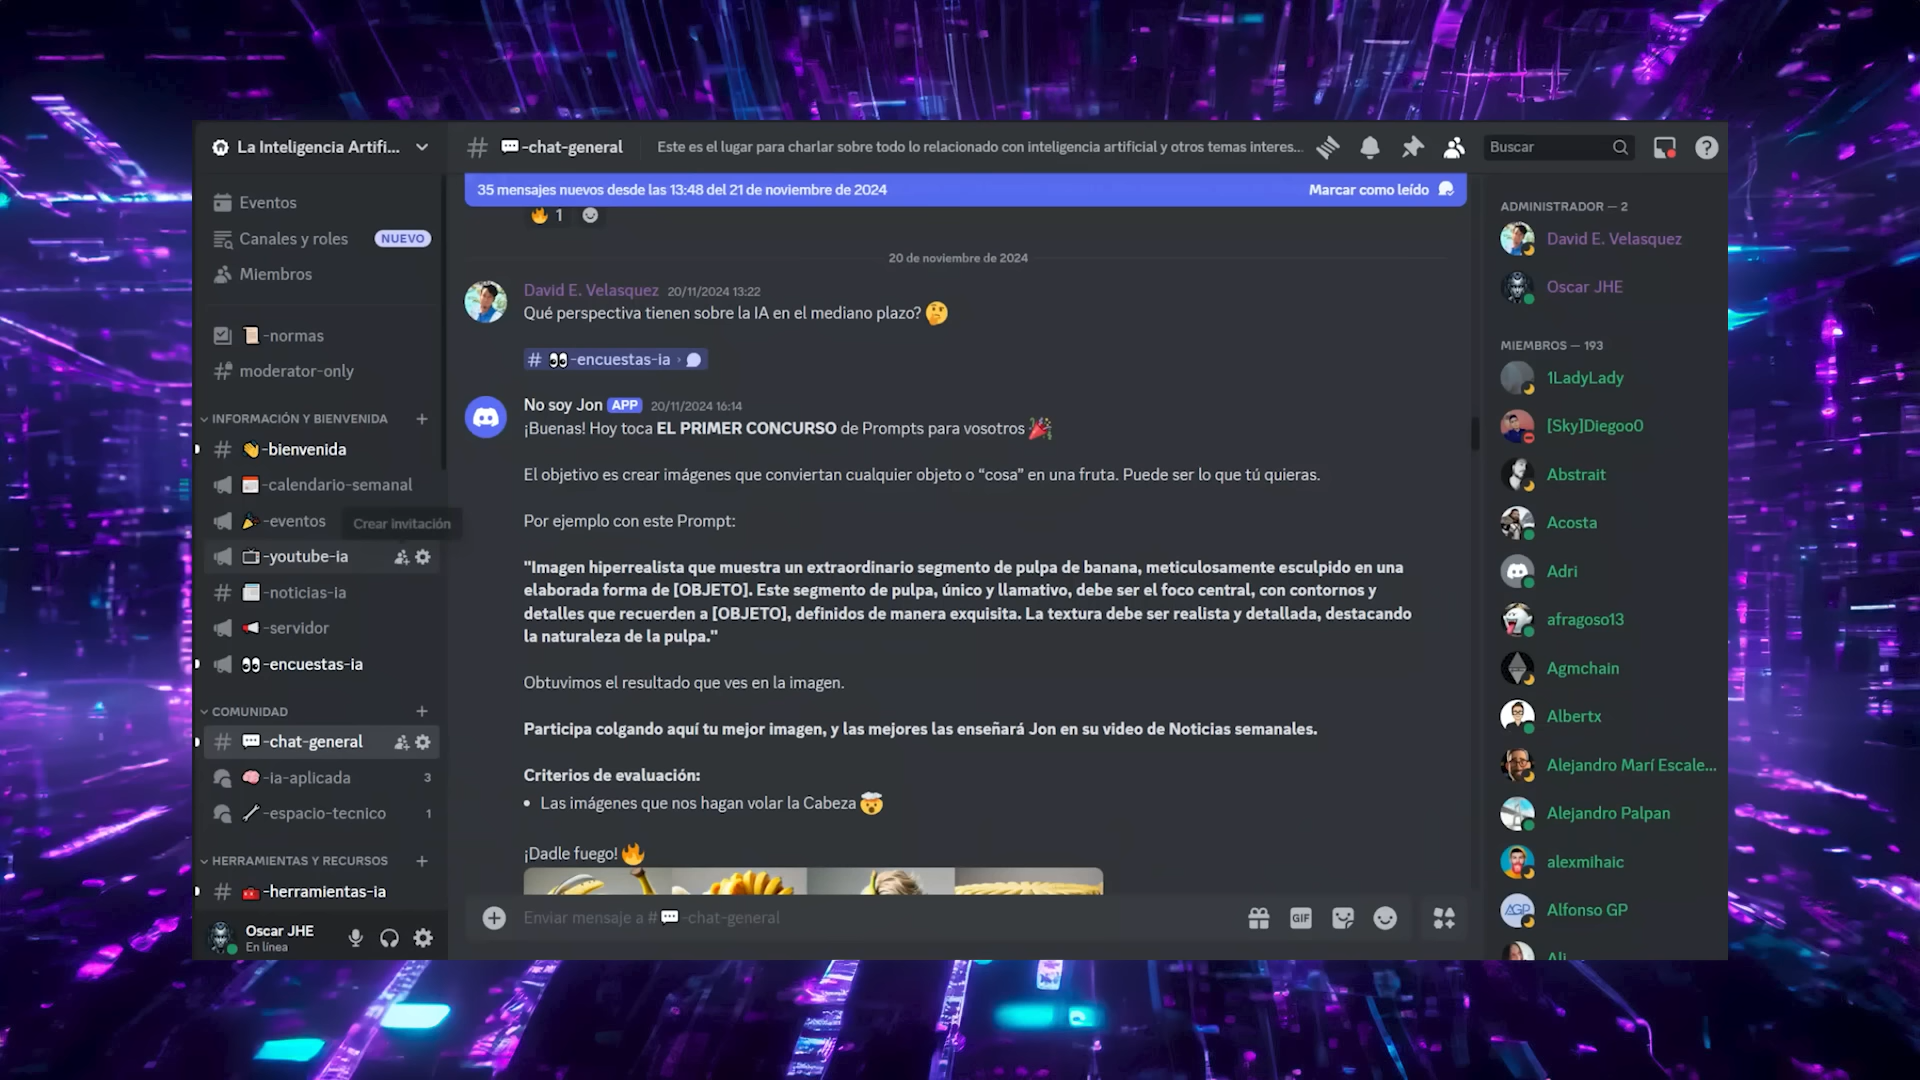 La Inteligencia Artifi...
Eventos
Canales y roles NUEVO
Miembros
-normas
moderator-only
INFORMACIÓN Y BIENVENIDA
-bienvenida
-calendario-semanal
-eventos
Crear invitación
-youtube-ia
-noticias-ia
-servidor
-encuestas-ia
COMUNIDAD
-chat-general
-ia-aplicada 3
-espacio-tecnico 1
HERRAMIENTAS Y RECURSOS
-herramientas-ia
Oscar JHE
En línea
# -chat-general
Este es el lugar para charlar sobre todo lo relacionado con inteligencia artificial y otros temas interes...
Buscar
35 mensajes nuevos desde las 13:48 del 21 de noviembre de 2024
Marcar como leído
1
20 de noviembre de 2024
David E. Velasquez 20/11/2024 13:22
Qué perspectiva tienen sobre la IA en el mediano plazo? 🤔
# 👀-encuestas-ia ›
No soy Jon APP 20/11/2024 16:14
¡Buenas! Hoy toca EL PRIMER CONCURSO de Prompts para vosotros 🎉
El objetivo es crear imágenes que conviertan cualquier objeto o “cosa” en una fruta. Puede ser lo que tú quieras.
Por ejemplo con este Prompt:
"Imagen hiperrealista que muestra un extraordinario segmento de pulpa de banana, meticulosamente esculpido en una
elaborada forma de [OBJETO]. Este segmento de pulpa, único y llamativo, debe ser el foco central, con contornos y
detalles que recuerden a [OBJETO], definidos de manera exquisita. La textura debe ser realista y detallada, destacando
la naturaleza de la pulpa."
Obtuvimos el resultado que ves en la imagen.
Participa colgando aquí tu mejor imagen, y las mejores las enseñará Jon en su video de Noticias semanales.
Criterios de evaluación:
• Las imágenes que nos hagan volar la Cabeza 🤯
¡Dadle fuego! 🔥
Enviar mensaje a # -chat-general
GIF
ADMINISTRADOR — 2
David E. Velasquez
Oscar JHE
MIEMBROS — 193
1LadyLady
[Sky]Diegoo0
Abstrait
Acosta
Adri
afragoso13
Agmchain
Albertx
Alejandro Marí Escale...
Alejandro Palpan
alexmihaic
AGP
Alfonso GP